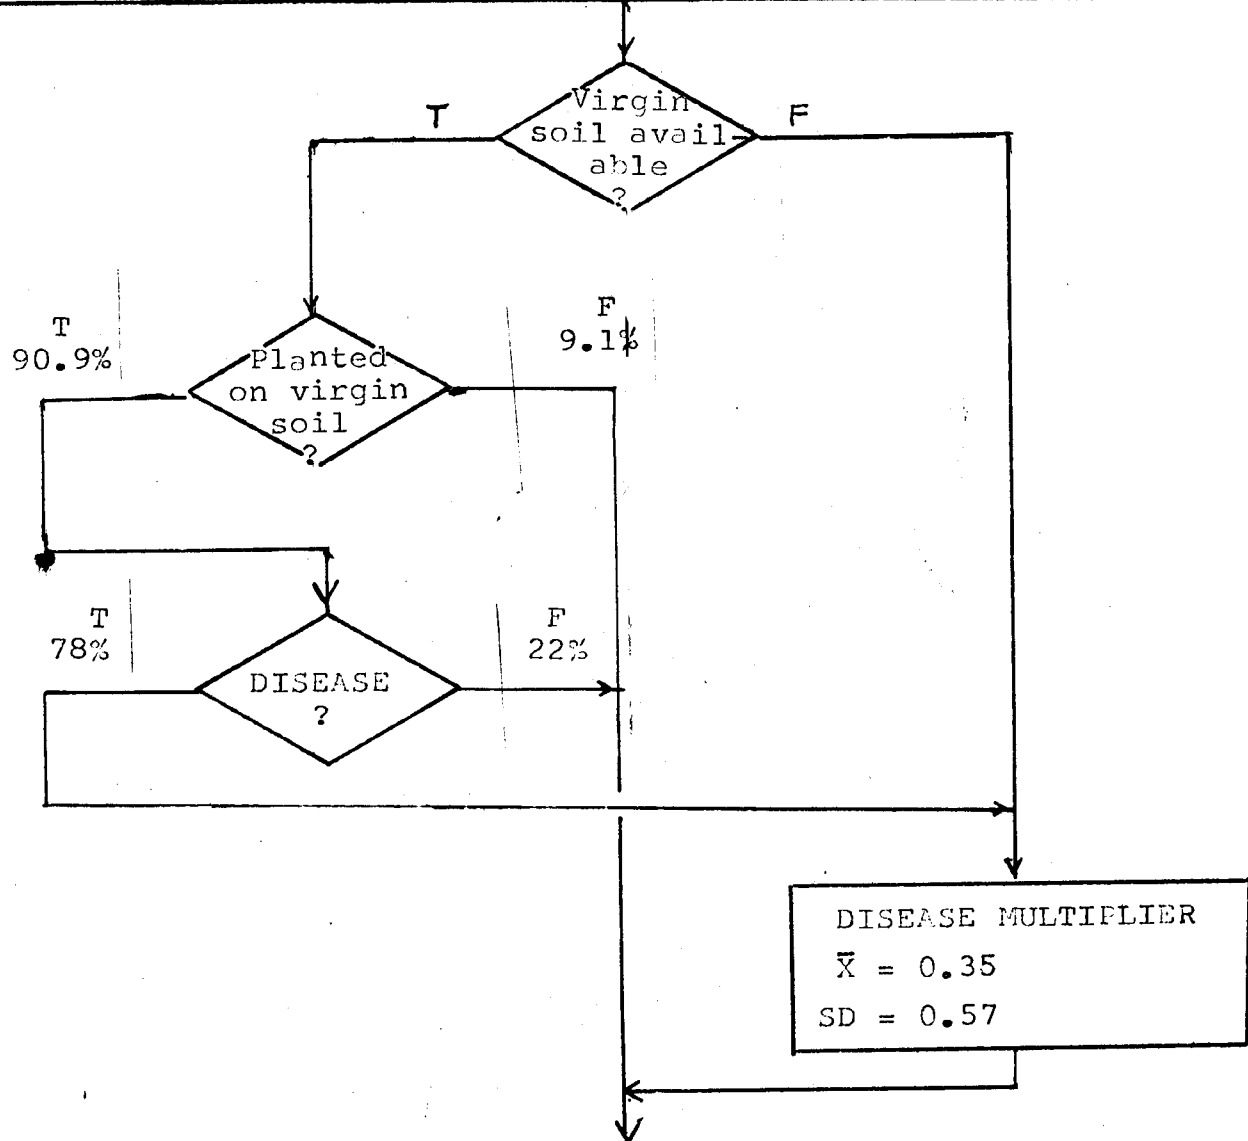 T
F
Virgin
soil avail-
able
?
T
90.9%
F
9.1%
Planted
on virgin
soil
?
T
78%
F
22%
DISEASE
?
DISEASE MULTIPLIER
X̄ = 0.35
SD = 0.57